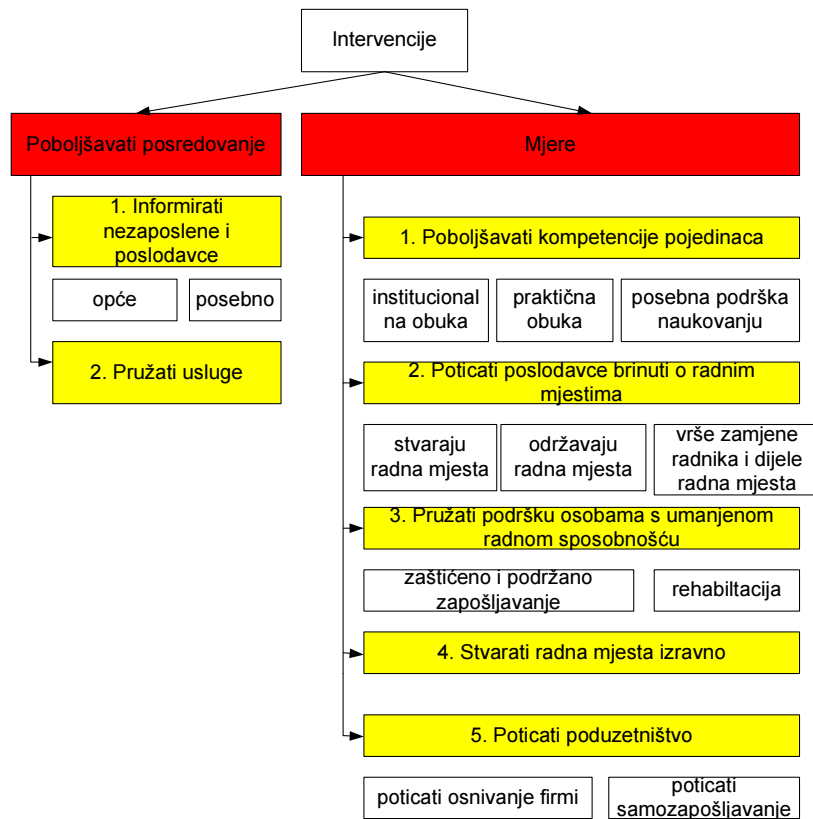 Intervencije
Poboljšavati posredovanje
1. Informirati
nezaposlene i
poslodavce
opće
posebno
2. Pružati usluge
Mjere
1. Poboljšavati kompetencije pojedinaca
institucional
na obuka
praktična
obuka
posebna podrška
naukovanju
2. Poticati poslodavce brinuti o radnim
mjestima
stvaraju
radna mjesta
održavaju
radna mjesta
vrše zamjene
radnika i dijele
radna mjesta
3. Pružati podršku osobama s umanjenom
radnom sposobnošću
zaštićeno i podržano
zapošljavanje
rehabiltacija
4. Stvarati radna mjesta izravno
5. Poticati poduzetništvo
poticati osnivanje firmi
poticati
samozapošljavanje